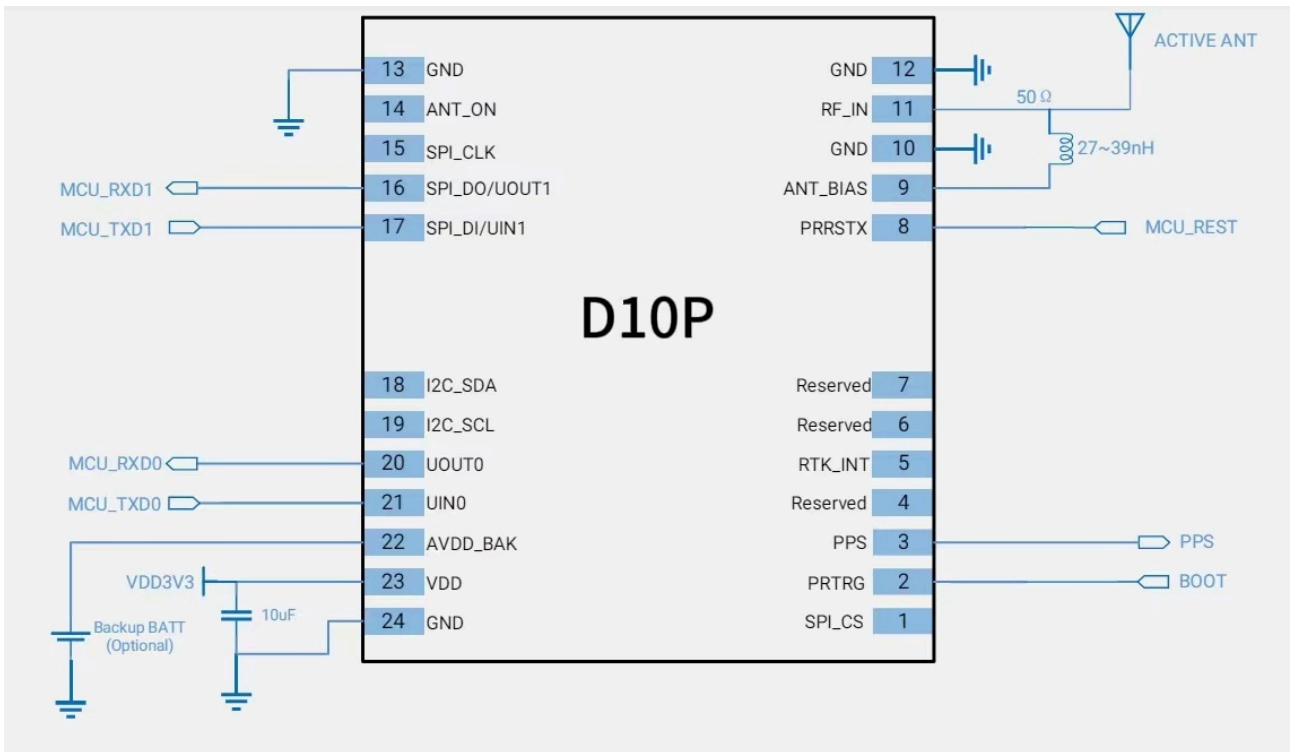 ACTIVE ANT
13 GND
GND 12
50 Ω
14 ANT_ON
RF_IN 11
15 SPI_CLK
GND 10
27~39nH
MCU_RXD1
16 SPI_DO/UOUT1
ANT_BIAS 9
MCU_TXD1
17 SPI_DI/UIN1
PRRSTX 8
MCU_REST
D10P
18 I2C_SDA
Reserved 7
19 I2C_SCL
Reserved 6
MCU_RXD0
20 UOUT0
RTK_INT 5
MCU_TXD0
21 UIN0
Reserved 4
22 AVDD_BAK
PPS 3
PPS
VDD3V3
23 VDD
PRTRG 2
BOOT
10uF
24 GND
SPI_CS 1
Backup BATT
(Optional)